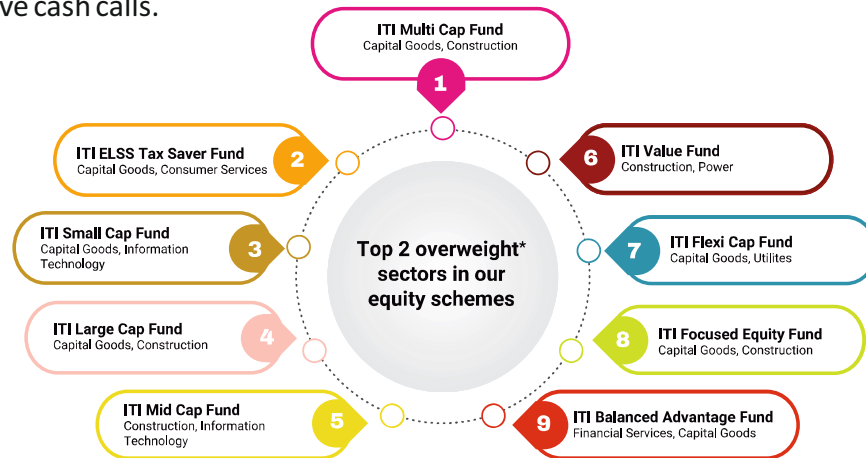 ve cash calls.
ITI Multi Cap Fund
Capital Goods, Construction
1
ITI ELSS Tax Saver Fund
Capital Goods, Consumer Services
2
ITI Small Cap Fund
Capital Goods, Information
Technology
3
ITI Large Cap Fund
Capital Goods, Construction
4
ITI Mid Cap Fund
Construction, Information
Technology
5
Top 2 overweight*
sectors in our
equity schemes
6
ITI Value Fund
Construction, Power
7
ITI Flexi Cap Fund
Capital Goods, Utilites
8
ITI Focused Equity Fund
Capital Goods, Construction
9
ITI Balanced Advantage Fund
Financial Services, Capital Goods